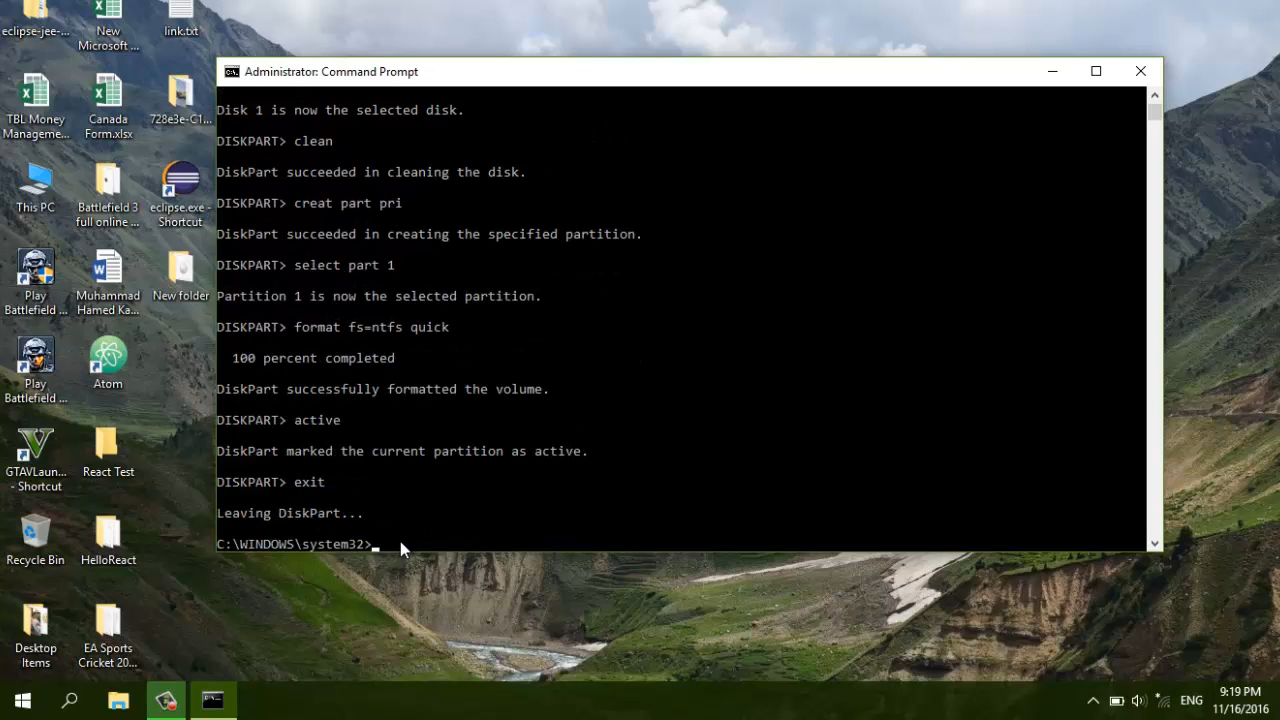 eclipse-jee-...
New
Microsoft ...
link.txt
TBL Money
Manageme...
Canada
Form.xlsx
728e3e-C1...
This PC
Battlefield 3
full online ...
eclipse.exe -
Shortcut
Play
Battlefield ...
Muhammad
Hamed Ka...
New folder
Play
Battlefield ...
Atom
GTAVLaun...
- Shortcut
React Test
Recycle Bin
HelloReact
Desktop
Items
EA Sports
Cricket 20...
Administrator: Command Prompt
Disk 1 is now the selected disk.
DISKPART> clean
DiskPart succeeded in cleaning the disk.
DISKPART> creat part pri
DiskPart succeeded in creating the specified partition.
DISKPART> select part 1
Partition 1 is now the selected partition.
DISKPART> format fs=ntfs quick
100 percent completed
DiskPart successfully formatted the volume.
DISKPART> active
DiskPart marked the current partition as active.
DISKPART> exit
Leaving DiskPart...
C:\WINDOWS\system32>
ENG
9:19 PM
11/16/2016